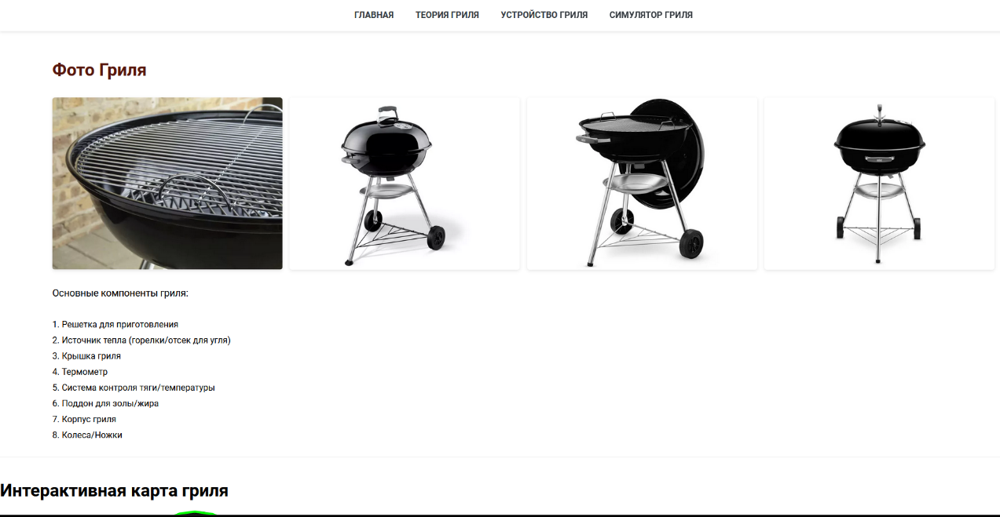 ГЛАВНАЯ ТЕОРИЯ ГРИЛЯ УСТРОЙСТВО ГРИЛЯ СИМУЛЯТОР ГРИЛЯ
Фото Гриля
Основные компоненты гриля:
1. Решетка для приготовления
2. Источник тепла (горелки/отсек для угля)
3. Крышка гриля
4. Термометр
5. Система контроля тяги/температуры
6. Поддон для золы/жира
7. Корпус гриля
8. Колеса/Ножки
Интерактивная карта гриля